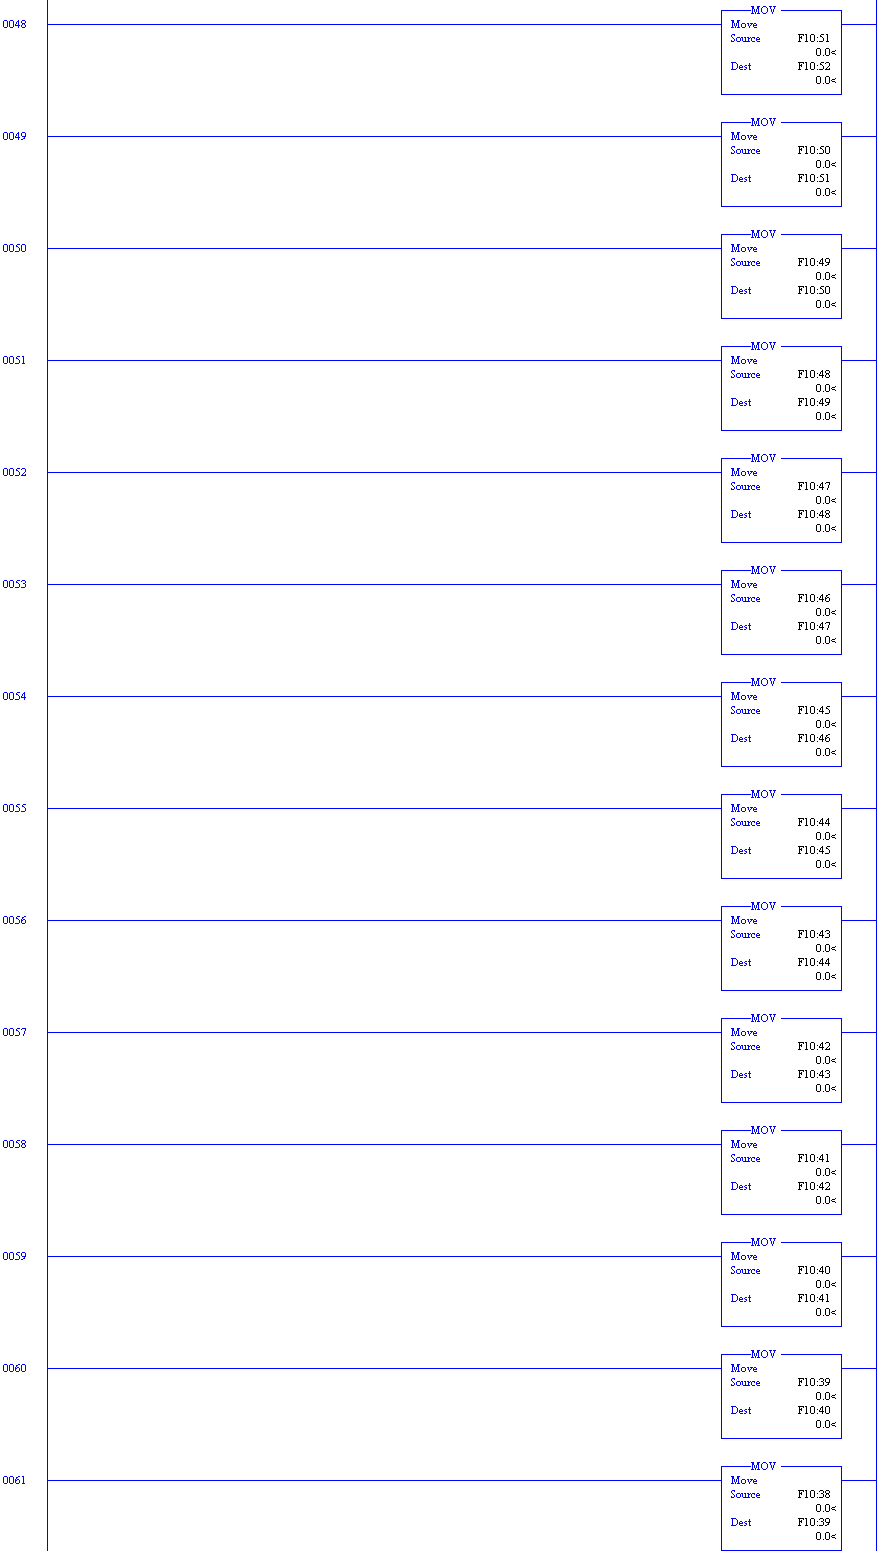 MOV
0048 Move
Source F10:51
0.0<
Dest F10:52
0.0<
MOV
0049 Move
Source F10:50
0.0<
Dest F10:51
0.0<
MOV
0050 Move
Source F10:49
0.0<
Dest F10:50
0.0<
MOV
0051 Move
Source F10:48
0.0<
Dest F10:49
0.0<
MOV
0052 Move
Source F10:47
0.0<
Dest F10:48
0.0<
MOV
0053 Move
Source F10:46
0.0<
Dest F10:47
0.0<
MOV
0054 Move
Source F10:45
0.0<
Dest F10:46
0.0<
MOV
0055 Move
Source F10:44
0.0<
Dest F10:45
0.0<
MOV
0056 Move
Source F10:43
0.0<
Dest F10:44
0.0<
MOV
0057 Move
Source F10:42
0.0<
Dest F10:43
0.0<
MOV
0058 Move
Source F10:41
0.0<
Dest F10:42
0.0<
MOV
0059 Move
Source F10:40
0.0<
Dest F10:41
0.0<
MOV
0060 Move
Source F10:39
0.0<
Dest F10:40
0.0<
MOV
0061 Move
Source F10:38
0.0<
Dest F10:39
0.0<